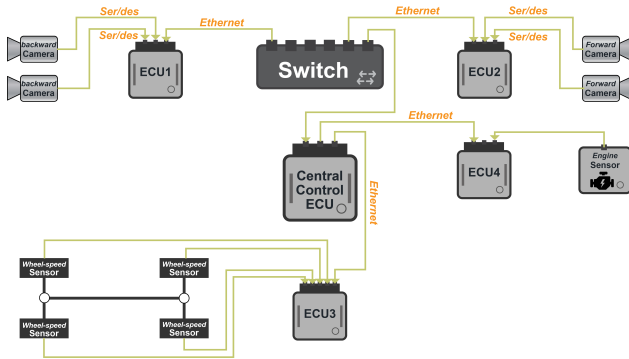 Ser/des
Ethernet
Ethernet
Ser/des
backward
Camera
Ser/des
Ser/des
Forward
Camera
ECU1
Switch
ECU2
backward
Camera
Forward
Camera
Ethernet
Central
Control
ECU
Ethernet
ECU4
Engine
Sensor
Wheel-speed
Sensor
Wheel-speed
Sensor
ECU3
Wheel-speed
Sensor
Wheel-speed
Sensor